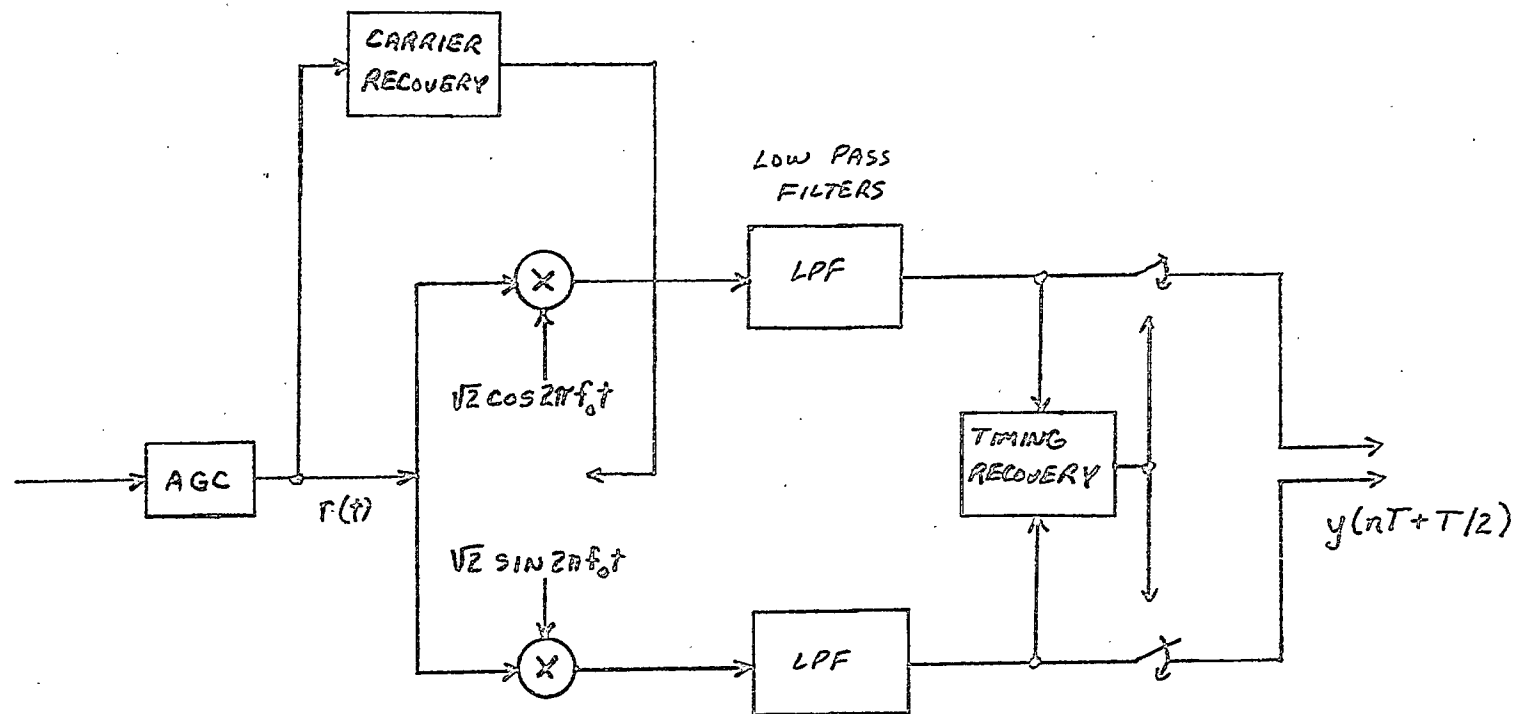 CARRIER
RECOVERY
LOW PASS
FILTERS
LPF
√2 cos 2πf₀t
AGC
r(t)
TIMING
RECOVERY
y(nT+T/2)
√2 SIN 2πf₀t
LPF